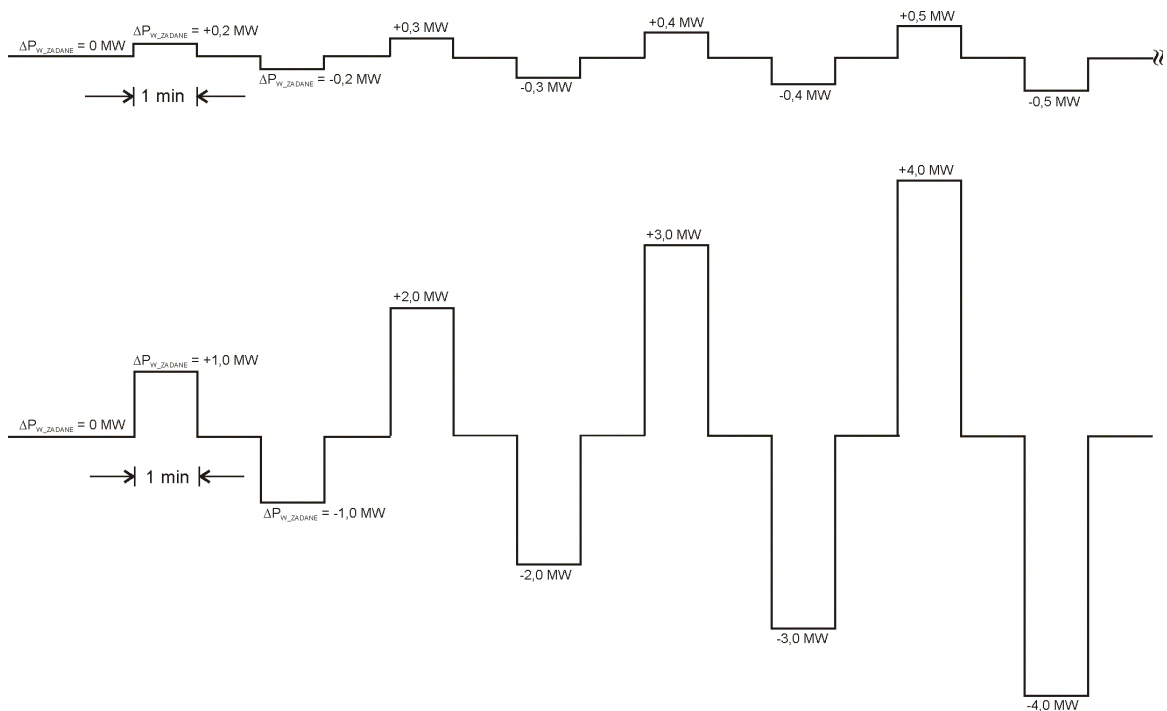 ΔPW_ZADANE = 0 MW
ΔPW_ZADANE = +0,2 MW
ΔPW_ZADANE = -0,2 MW
+0,3 MW
-0,3 MW
+0,4 MW
-0,4 MW
+0,5 MW
-0,5 MW
1 min
ΔPW_ZADANE = 0 MW
ΔPW_ZADANE = +1,0 MW
ΔPW_ZADANE = -1,0 MW
+2,0 MW
-2,0 MW
+3,0 MW
-3,0 MW
+4,0 MW
-4,0 MW
1 min